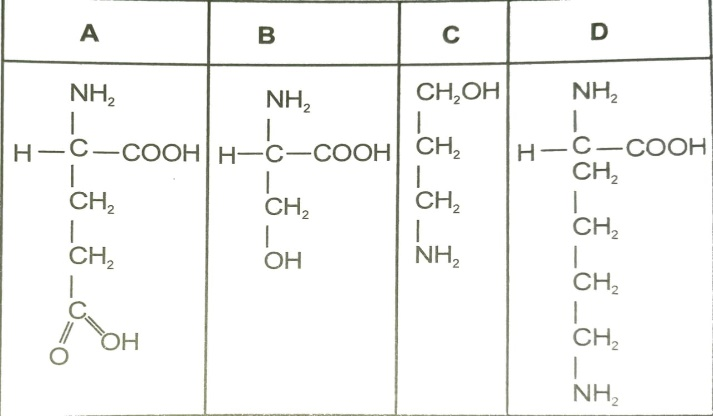 A B C D
NH₂ NH₂ CH₂OH NH₂
H—C—COOH H—C—COOH CH₂ H—C—COOH
CH₂ CH₂ CH₂ CH₂
CH₂ OH NH₂ CH₂
C CH₂
O OH CH₂
NH₂